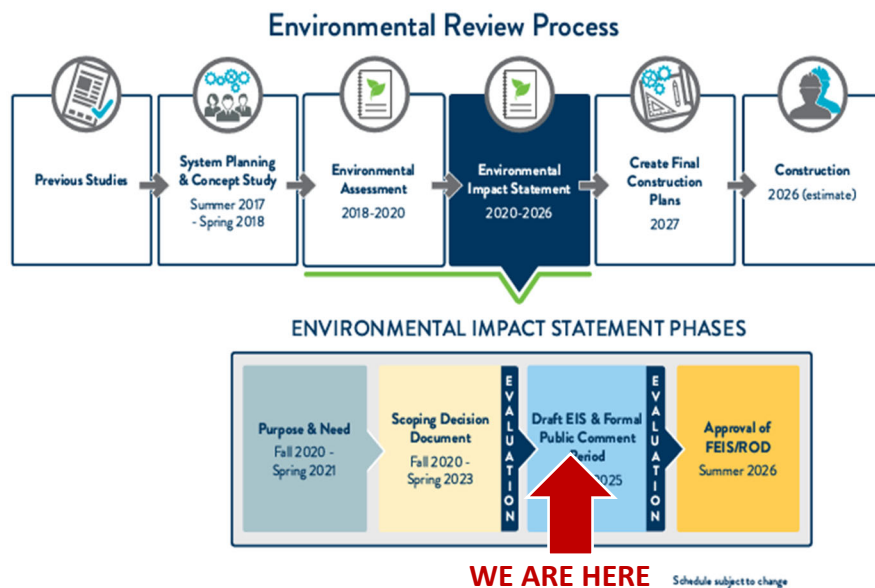 Environmental Review Process
Previous Studies
System Planning
& Concept Study
Summer 2017
- Spring 2018
Environmental
Assessment
2018-2020
Environmental
Impact Statement
2020-2026
Create Final
Construction
Plans
2027
Construction
2026 (estimate)
ENVIRONMENTAL IMPACT STATEMENT PHASES
Purpose & Need
Fall 2020 -
Spring 2021
Scoping Decision
Document
Fall 2020 -
Spring 2023
EVALUATION
Draft EIS & Formal
Public Comment
Period
2025
EVALUATION
Approval of
FEIS/ROD
Summer 2026
WE ARE HERE
Schedule subject to change